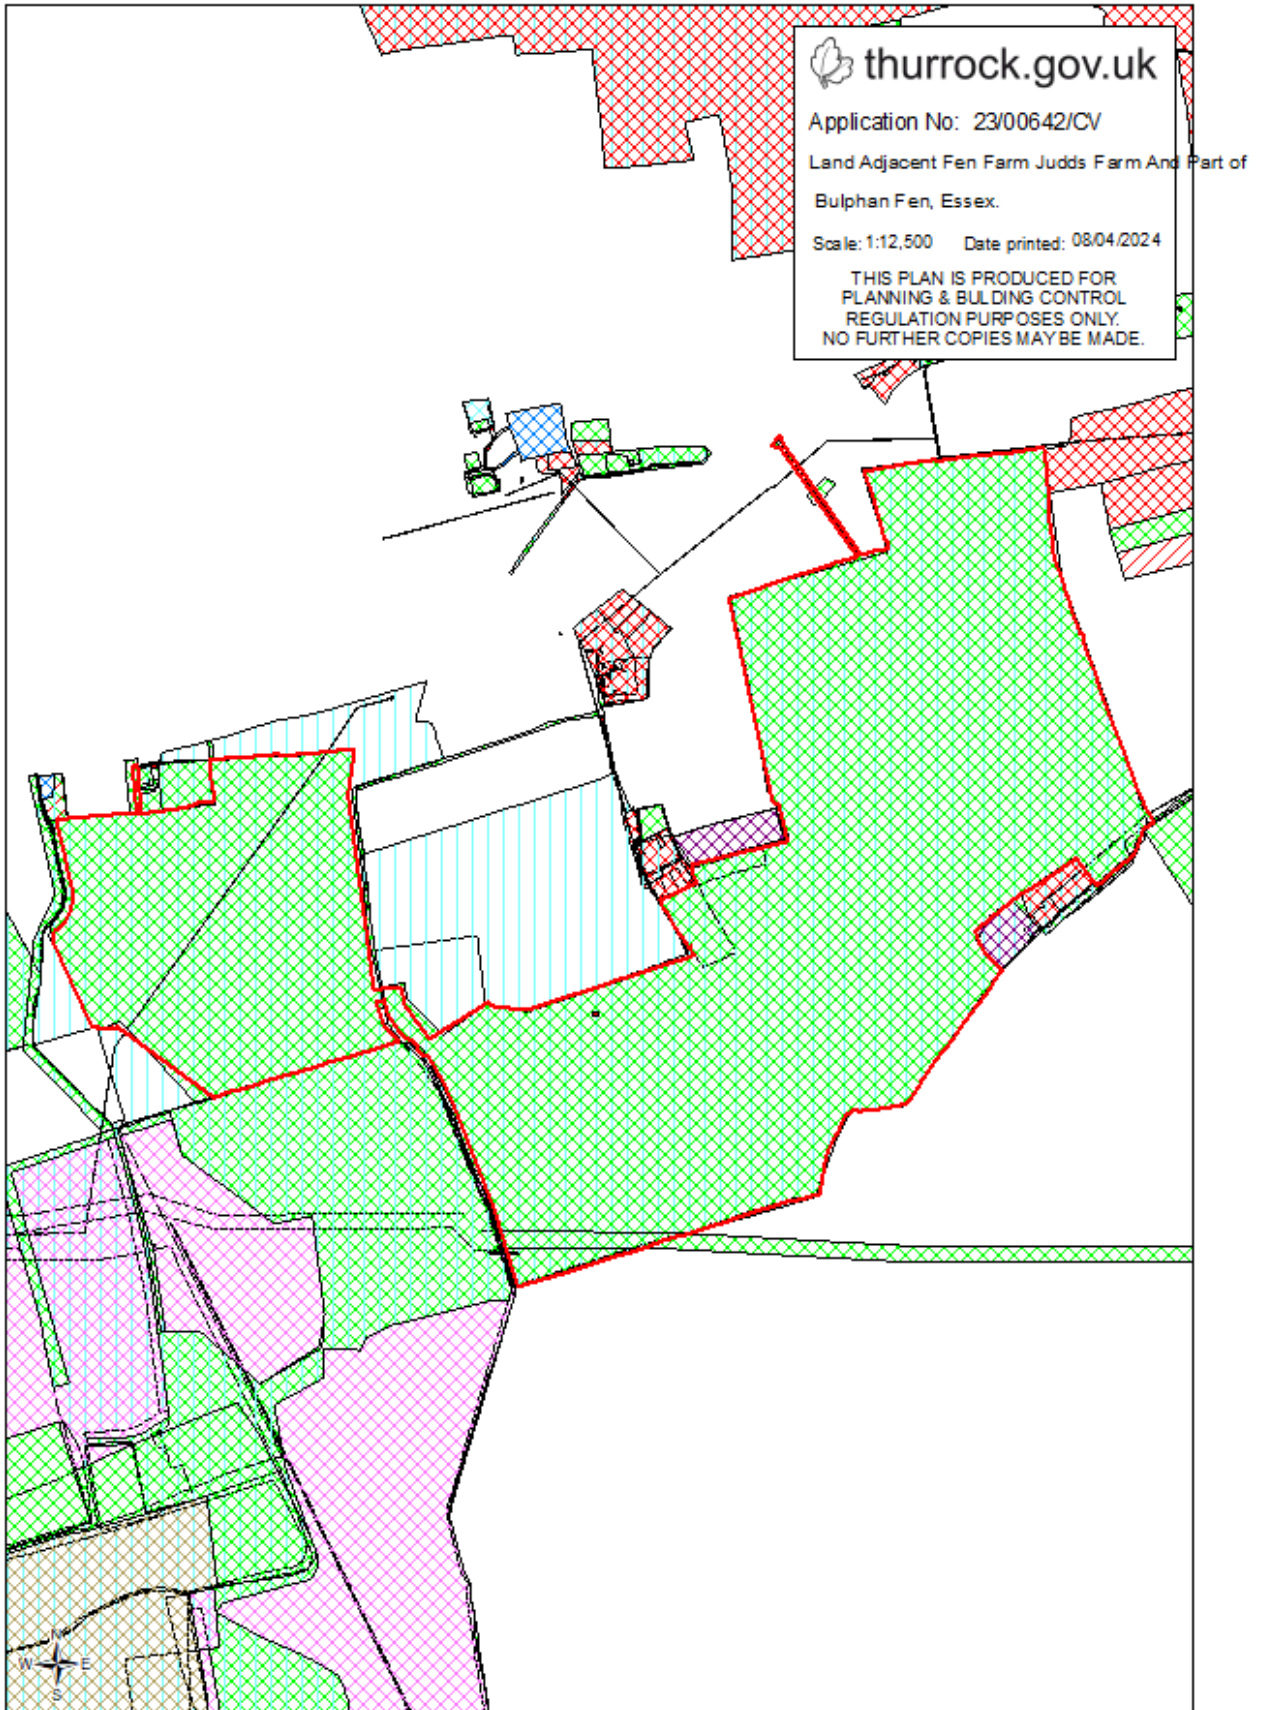 thurrock.gov.uk
Application No: 23/00642/CV
Land Adjacent Fen Farm Judds Farm And Part of
Bulphan Fen, Essex.
Scale: 1:12,500 Date printed: 08/04/2024
THIS PLAN IS PRODUCED FOR
PLANNING & BULDING CONTROL
REGULATION PURPOSES ONLY.
NO FURTHER COPIES MAY BE MADE.
N
W E
S